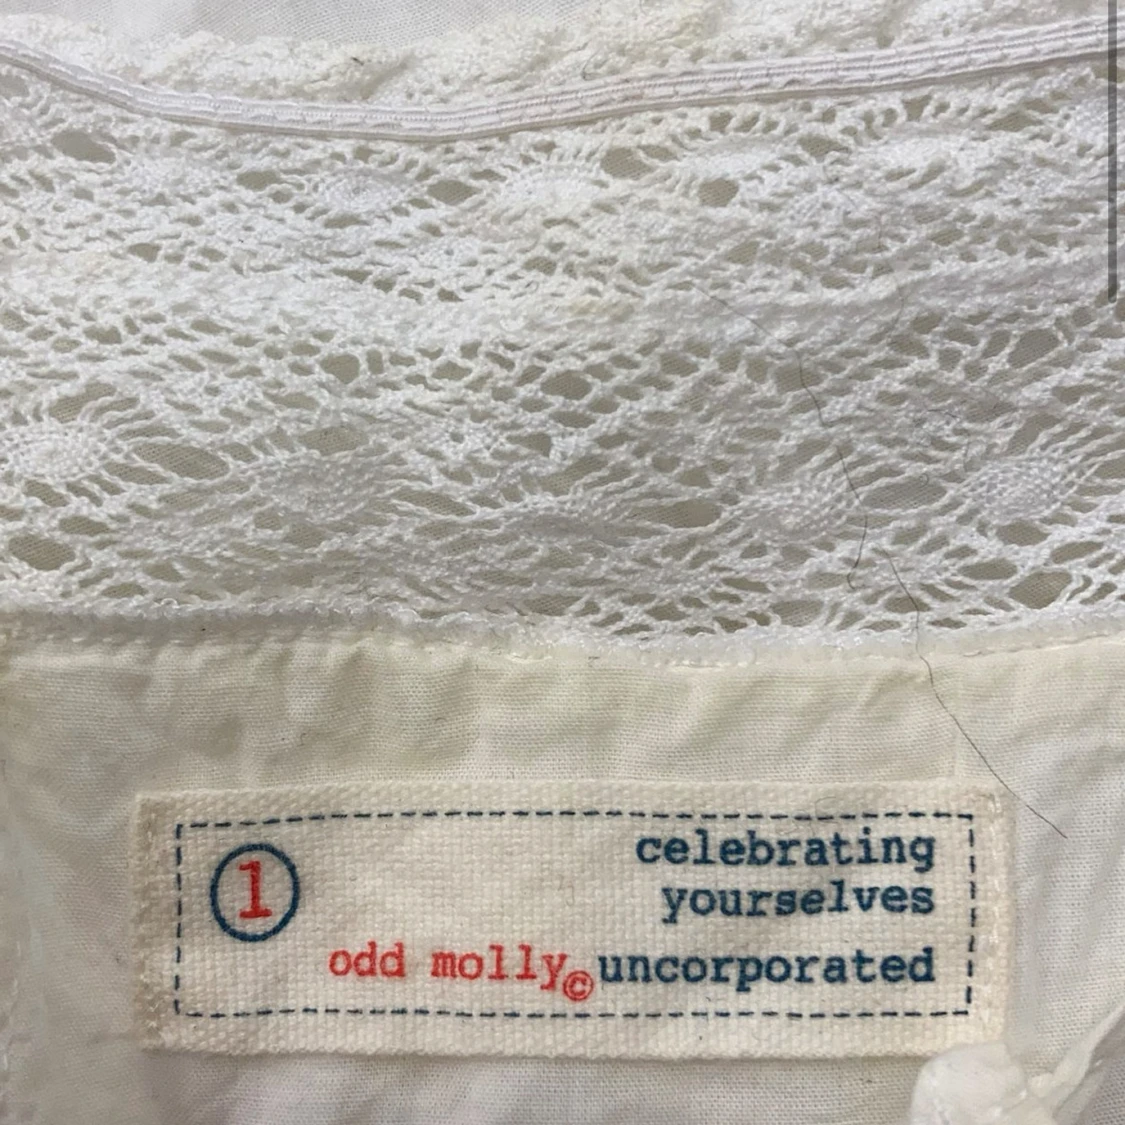 1
celebrating
yourselves
odd molly©uncorporated